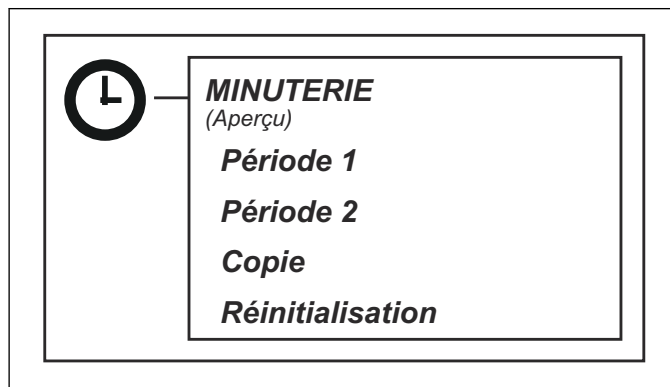 MINUTERIE
(Aperçu)
Période 1
Période 2
Copie
Réinitialisation